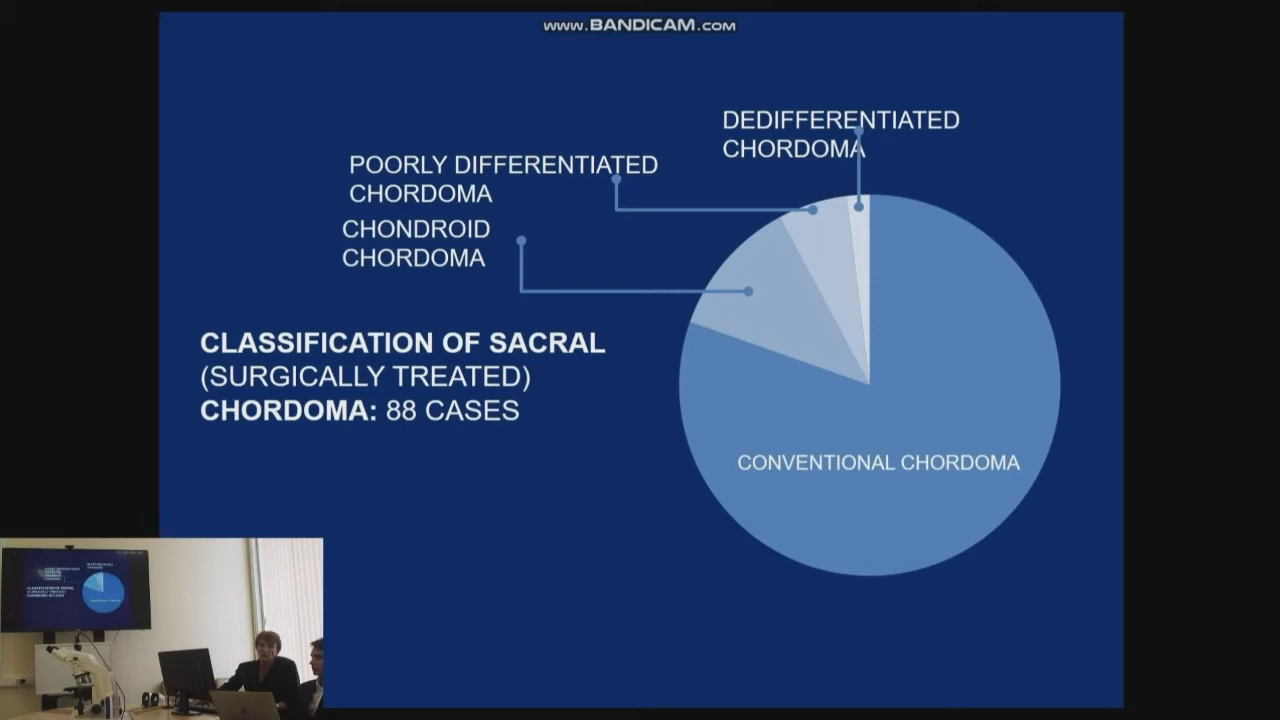 www.BANDICAM.com
DEDIFFERENTIATED
CHORDOMA
POORLY DIFFERENTIATED
CHORDOMA
CHONDROID
CHORDOMA
CLASSIFICATION OF SACRAL
(SURGICALLY TREATED)
CHORDOMA: 88 CASES
CONVENTIONAL CHORDOMA